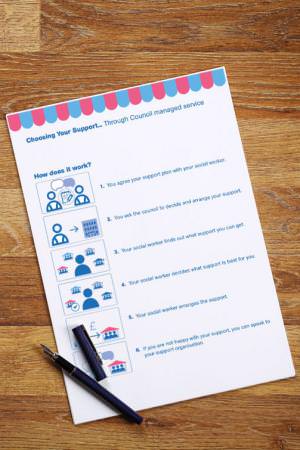 Choosing Your Support... Through Council managed service
How does it work?
1. You agree your support plan with your social worker.
2. You ask the council to decide and arrange your support.
3. Your social worker finds out what support you can get
4. Your social worker decides what support is best for you.
5. Your social worker arranges the support.
£
6. If you are not happy with your support, you can speak to
your support organisation.